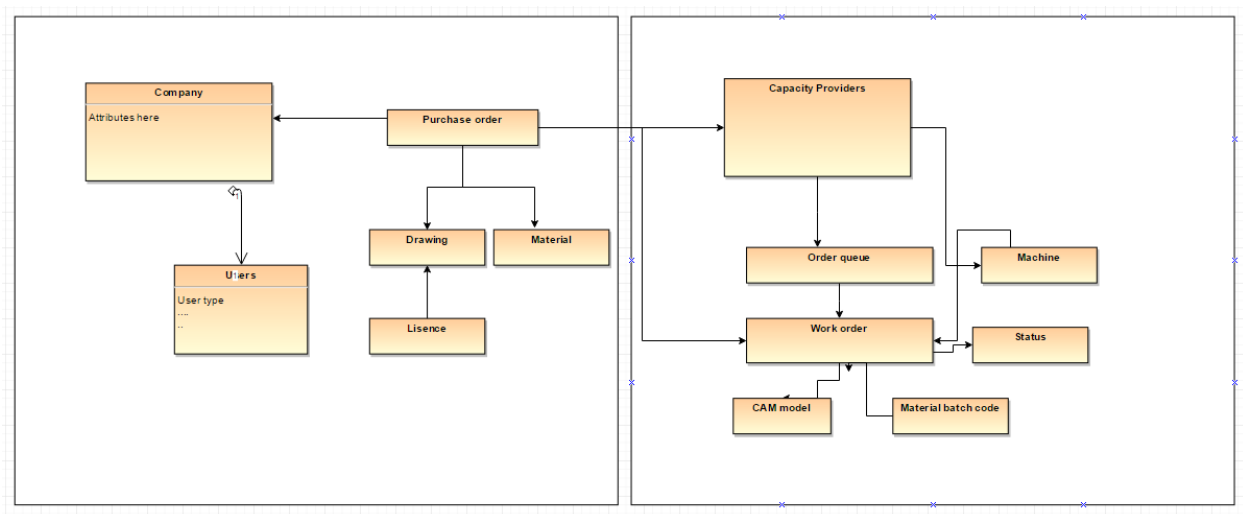 Company
Attributes here
Purchase order
Capacity Providers
1
Drawing
Material
Order queue
Machine
Users
User type
....
..
Lisence
Work order
Status
CAM model
Material batch code